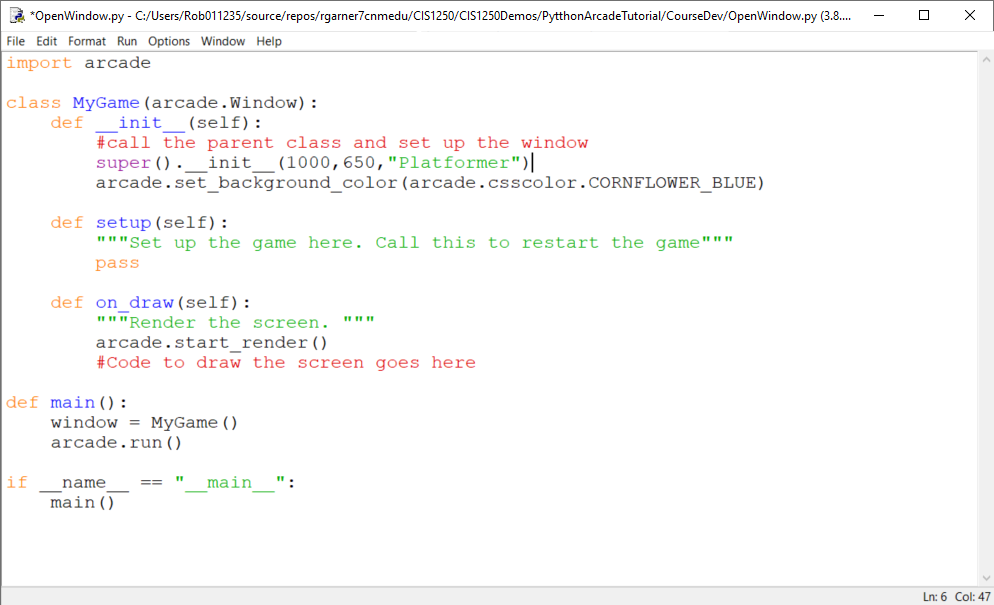 *OpenWindow.py - C:/Users/Rob011235/source/repos/rgarner7cnmedu/CIS1250/CIS1250Demos/PytthonArcadeTutorial/CourseDev/OpenWindow.py (3.8....
File Edit Format Run Options Window Help
import arcade

class MyGame(arcade.Window):
    def __init__(self):
        #call the parent class and set up the window
        super().__init__(1000,650,"Platformer")
        arcade.set_background_color(arcade.csscolor.CORNFLOWER_BLUE)

    def setup(self):
        """Set up the game here. Call this to restart the game"""
        pass

    def on_draw(self):
        """Render the screen. """
        arcade.start_render()
        #Code to draw the screen goes here

def main():
    window = MyGame()
    arcade.run()

if __name__ == "__main__":
    main()
Ln: 6 Col: 47